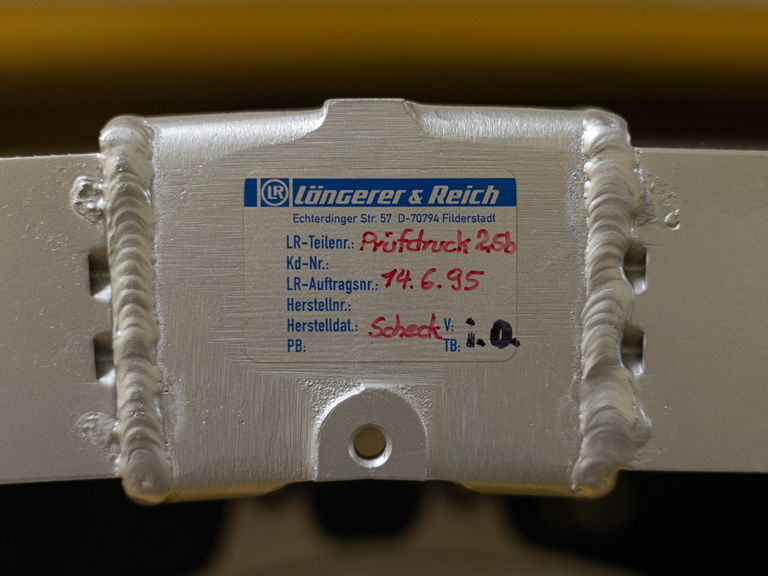 LR Längerer & Reich
Echterdinger Str. 57 D-70794 Filderstadt
LR-Teilenr.: Prüfdruck 2,5b
Kd-Nr.:
LR-Auftragsnr.: 14.6.95
Herstellnr.:
Herstelldat.: Scheck V:
PB: TB: i.O.